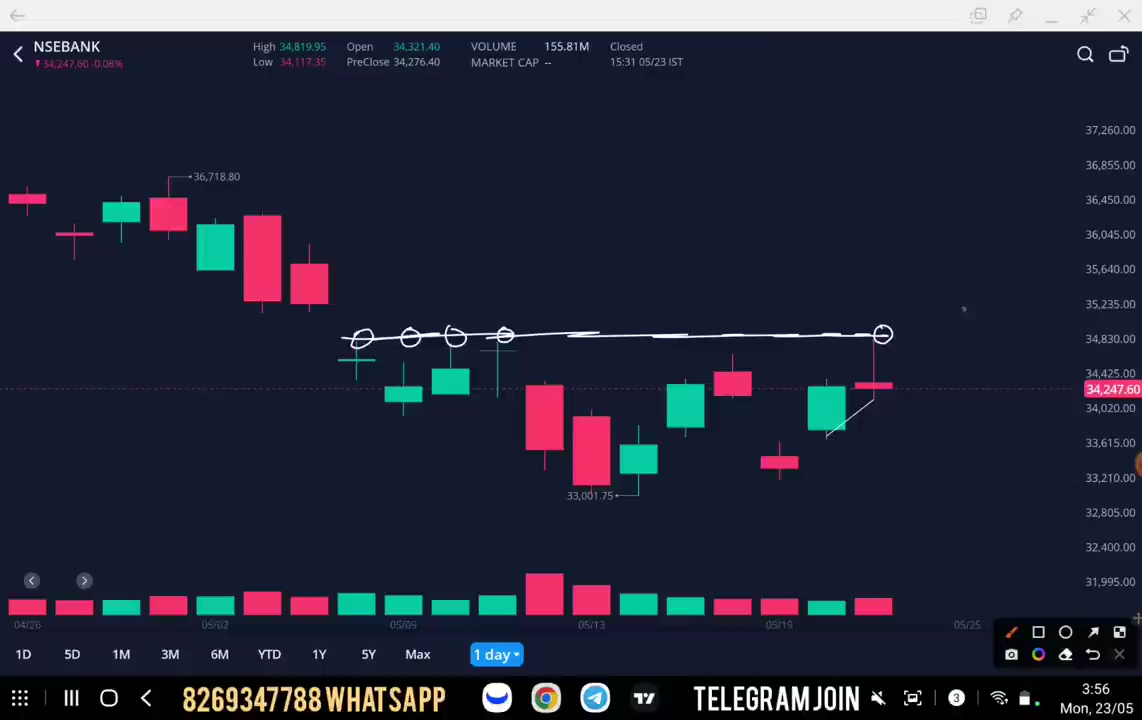 NSEBANK
▼34,247.60 -0.08%
High 34,819.95 Open 34,321.40 VOLUME 155.81M Closed
Low 34,117.35 PreClose 34,276.40 MARKET CAP -- 15:31 05/23 IST
37,260.00
36,855.00
36,718.80
36,450.00
36,045.00
35,640.00
35,235.00
34,830.00
34,425.00
34,247.60
34,020.00
33,615.00
33,210.00
33,001.75
32,805.00
32,400.00
31,995.00
04/26 05/02 05/09 05/13 05/19 05/25
1D 5D 1M 3M 6M YTD 1Y 5Y Max 1 day
8269347788 WHATSAPP TELEGRAM JOIN 3 3:56
Mon, 23/05